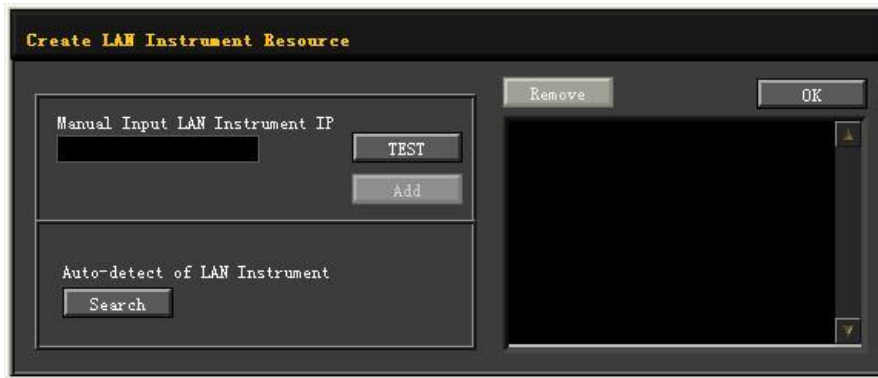 Create LAN Instrument Resource
Manual Input LAN Instrument IP
TEST
Add
Auto-detect of LAN Instrument
Search
Remove
OK